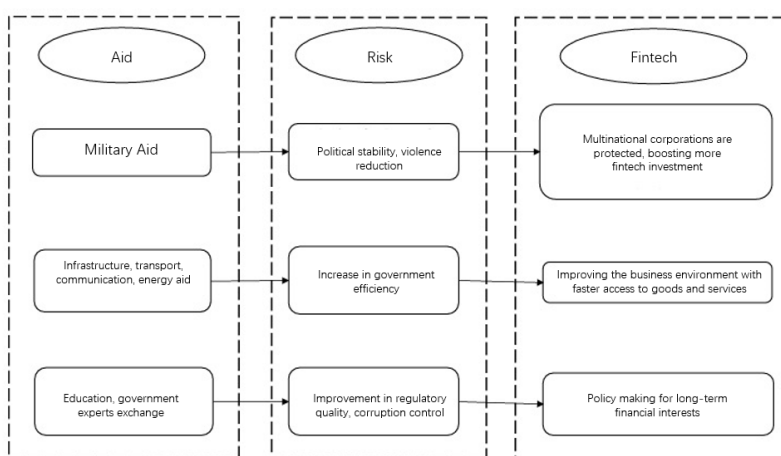 Aid
Risk
Fintech
Military Aid
Political stability, violence
reduction
Multinational corporations are
protected, boosting more
fintech investment
Infrastructure, transport,
communication, energy aid
Increase in government
efficiency
Improving the business environment with
faster access to goods and services
Education, government
experts exchange
Improvement in regulatory
quality, corruption control
Policy making for long-term
financial interests